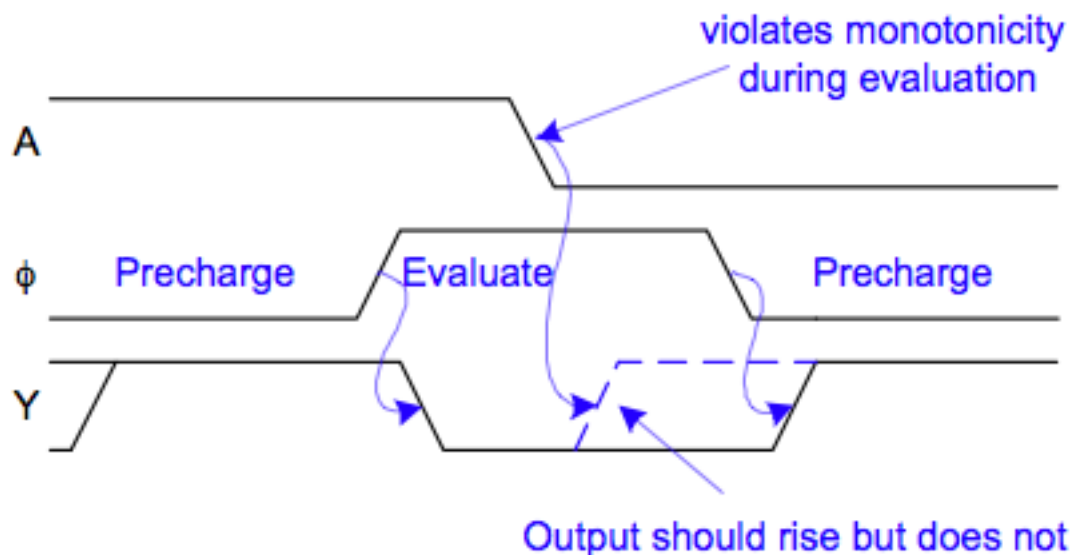 violates monotonicity
during evaluation
A
ϕ
Precharge
Evaluate
Precharge
Y
Output should rise but does not